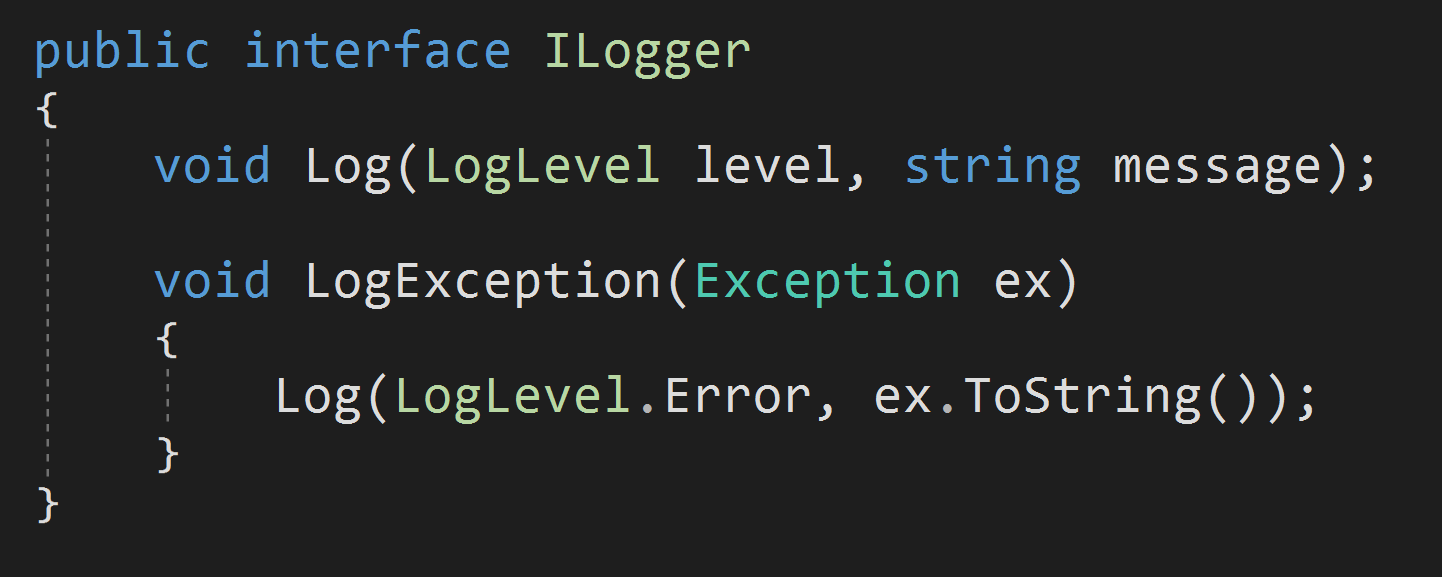 public interface ILogger
{
    void Log(LogLevel level, string message);
    void LogException(Exception ex)
    {
        Log(LogLevel.Error, ex.ToString());
    }
}